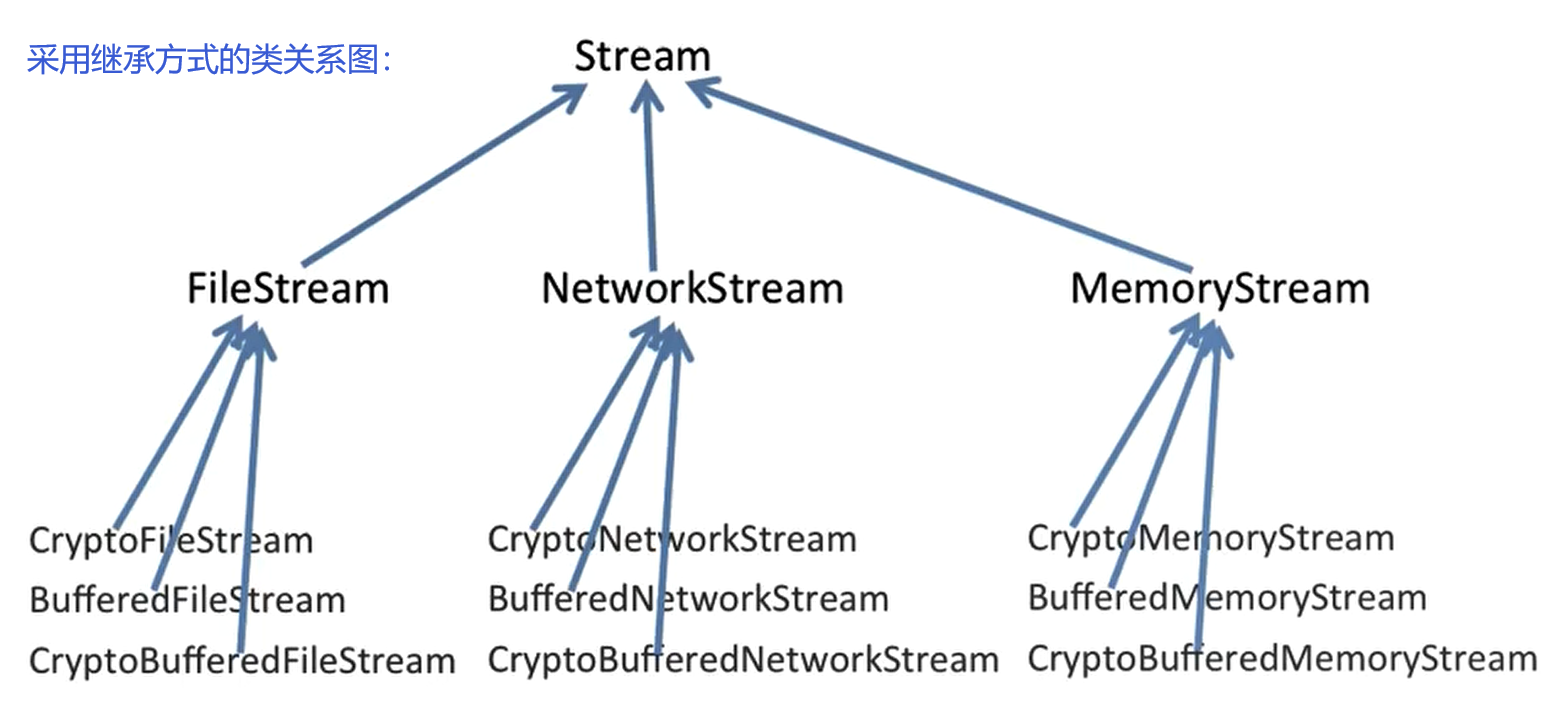 采用继承方式的类关系图：
Stream
FileStream
NetworkStream
MemoryStream
CryptoFileStream
BufferedFileStream
CryptoBufferedFileStream
CryptoNetworkStream
BufferedNetworkStream
CryptoBufferedNetworkStream
CryptoMemoryStream
BufferedMemoryStream
CryptoBufferedMemoryStream